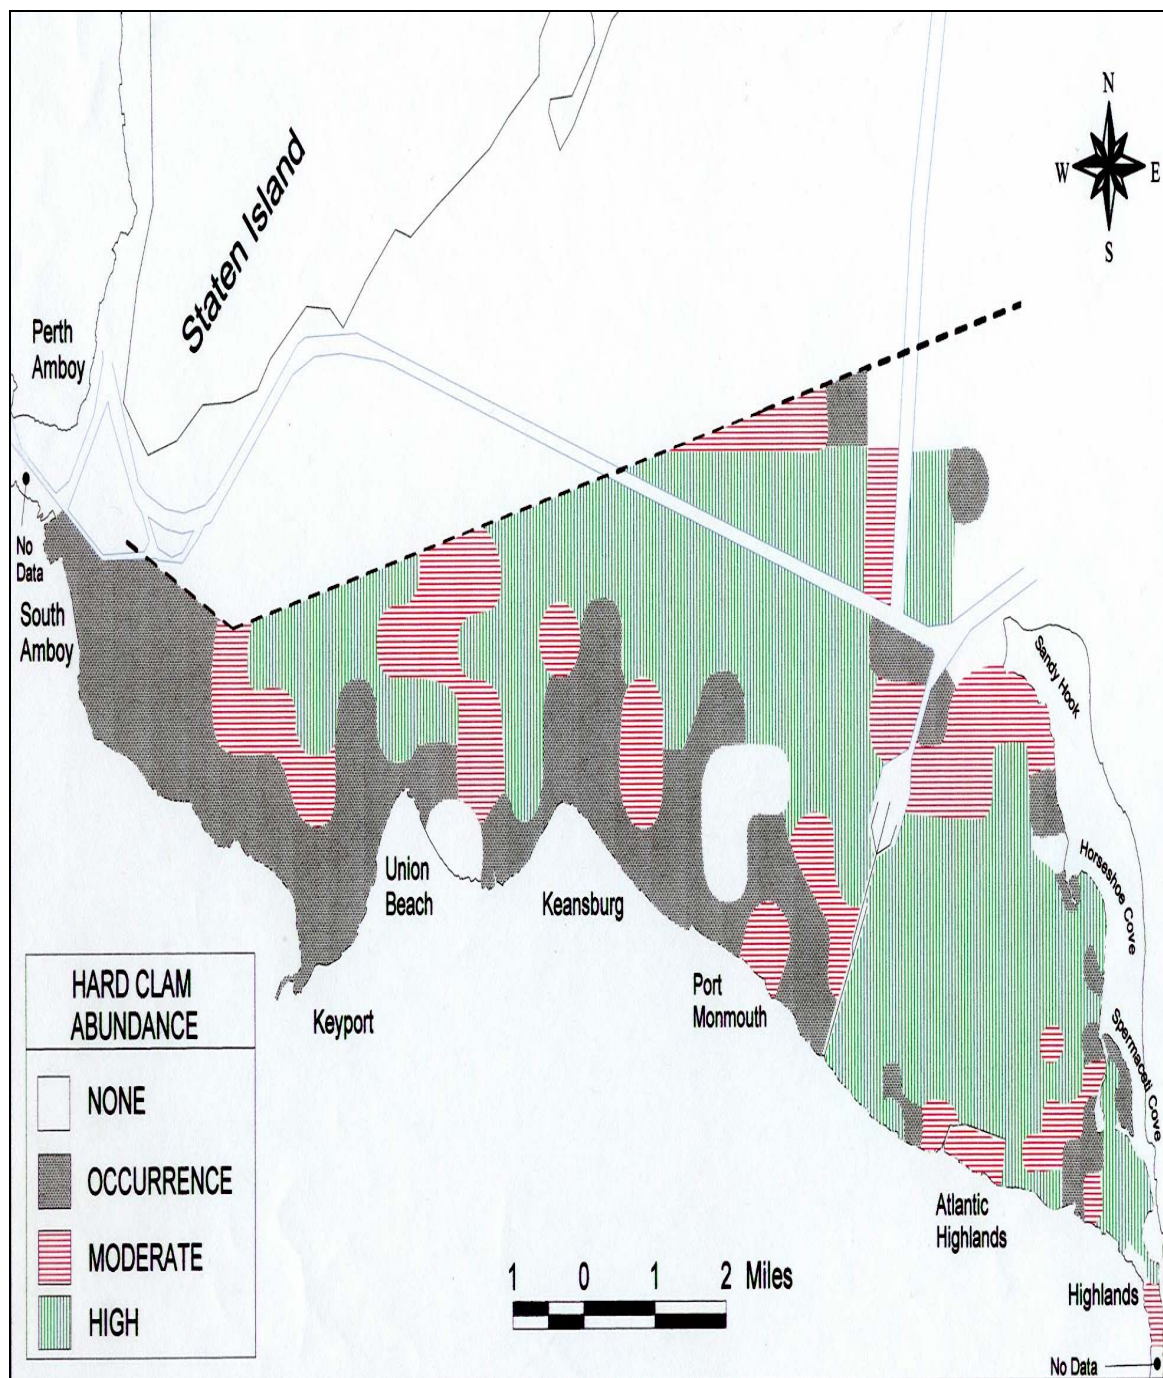 N
W E
S
Staten Island
Perth
Amboy
No
Data
South
Amboy
Sandy Hook
Horseshoe Cove
Union
Beach
Keansburg
Port
Monmouth
Keyport
Spermaceti Cove
Atlantic
Highlands
Highlands
No Data
HARD CLAM
ABUNDANCE
NONE
OCCURRENCE
MODERATE
HIGH
1 0 1 2 Miles